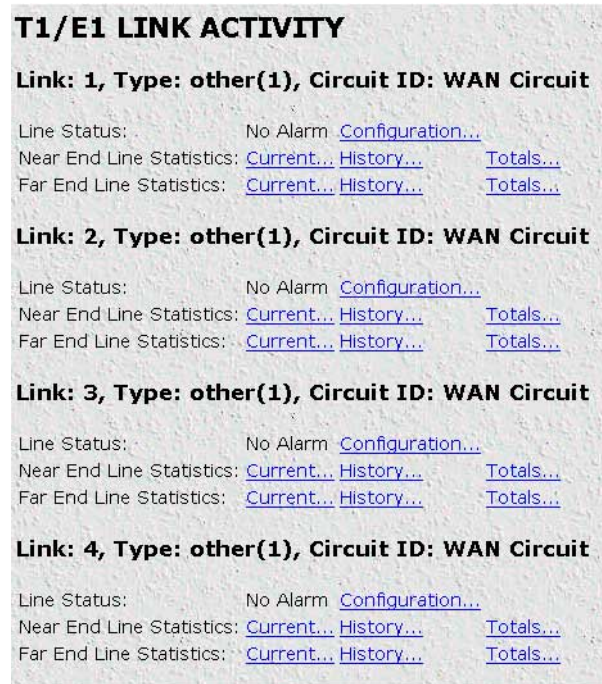 T1/E1 LINK ACTIVITY
Link: 1, Type: other(1), Circuit ID: WAN Circuit
Line Status: No Alarm Configuration...
Near End Line Statistics: Current... History... Totals...
Far End Line Statistics: Current... History... Totals...
Link: 2, Type: other(1), Circuit ID: WAN Circuit
Line Status: No Alarm Configuration...
Near End Line Statistics: Current... History... Totals...
Far End Line Statistics: Current... History... Totals...
Link: 3, Type: other(1), Circuit ID: WAN Circuit
Line Status: No Alarm Configuration...
Near End Line Statistics: Current... History... Totals...
Far End Line Statistics: Current... History... Totals...
Link: 4, Type: other(1), Circuit ID: WAN Circuit
Line Status: No Alarm Configuration...
Near End Line Statistics: Current... History... Totals...
Far End Line Statistics: Current... History... Totals...